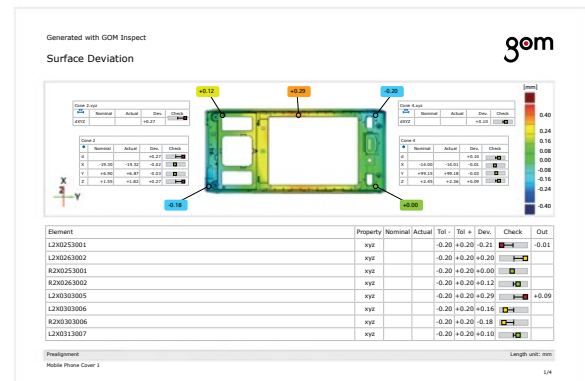 Generated with GOM Inspect
gom
Surface Deviation
[mm]
+0.12 +0.29 -0.20
Cone 2.xyz
Nominal Actual Dev. Check
dXYZ +0.27
Cone 4.xyz
Nominal Actual Dev. Check
dXYZ +0.10
Cone 2
Nominal Actual Dev. Check
d +0.27
X -19.30 -19.32 -0.02
Y +6.90 +6.87 -0.03
Z +1.55 +1.82 +0.27
Cone 4
Nominal Actual Dev. Check
d +0.10
X -14.00 -14.01 -0.01
Y +99.15 +99.18 -0.03
Z +2.45 +2.36 +0.09
0.40
0.24
0.16
0.08
0.00
-0.08
-0.16
-0.24
-0.40
X
Z
Y
-0.18 +0.00
Element Property Nominal Actual Tol - Tol + Dev. Check Out
L2X0253001 xyz -0.20 +0.20 -0.21 -0.01
L2X0263002 xyz -0.20 +0.20 +0.20
R2X0253001 xyz -0.20 +0.20 +0.00
R2X0263002 xyz -0.20 +0.20 +0.12
L2X0303005 xyz -0.20 +0.20 +0.29 +0.09
L2X0303006 xyz -0.20 +0.20 +0.16
R2X0303006 xyz -0.20 +0.20 -0.18
L2X0313007 xyz -0.20 +0.20 +0.10
Prealignment Length unit: mm
Mobile Phone Cover 1
1/4